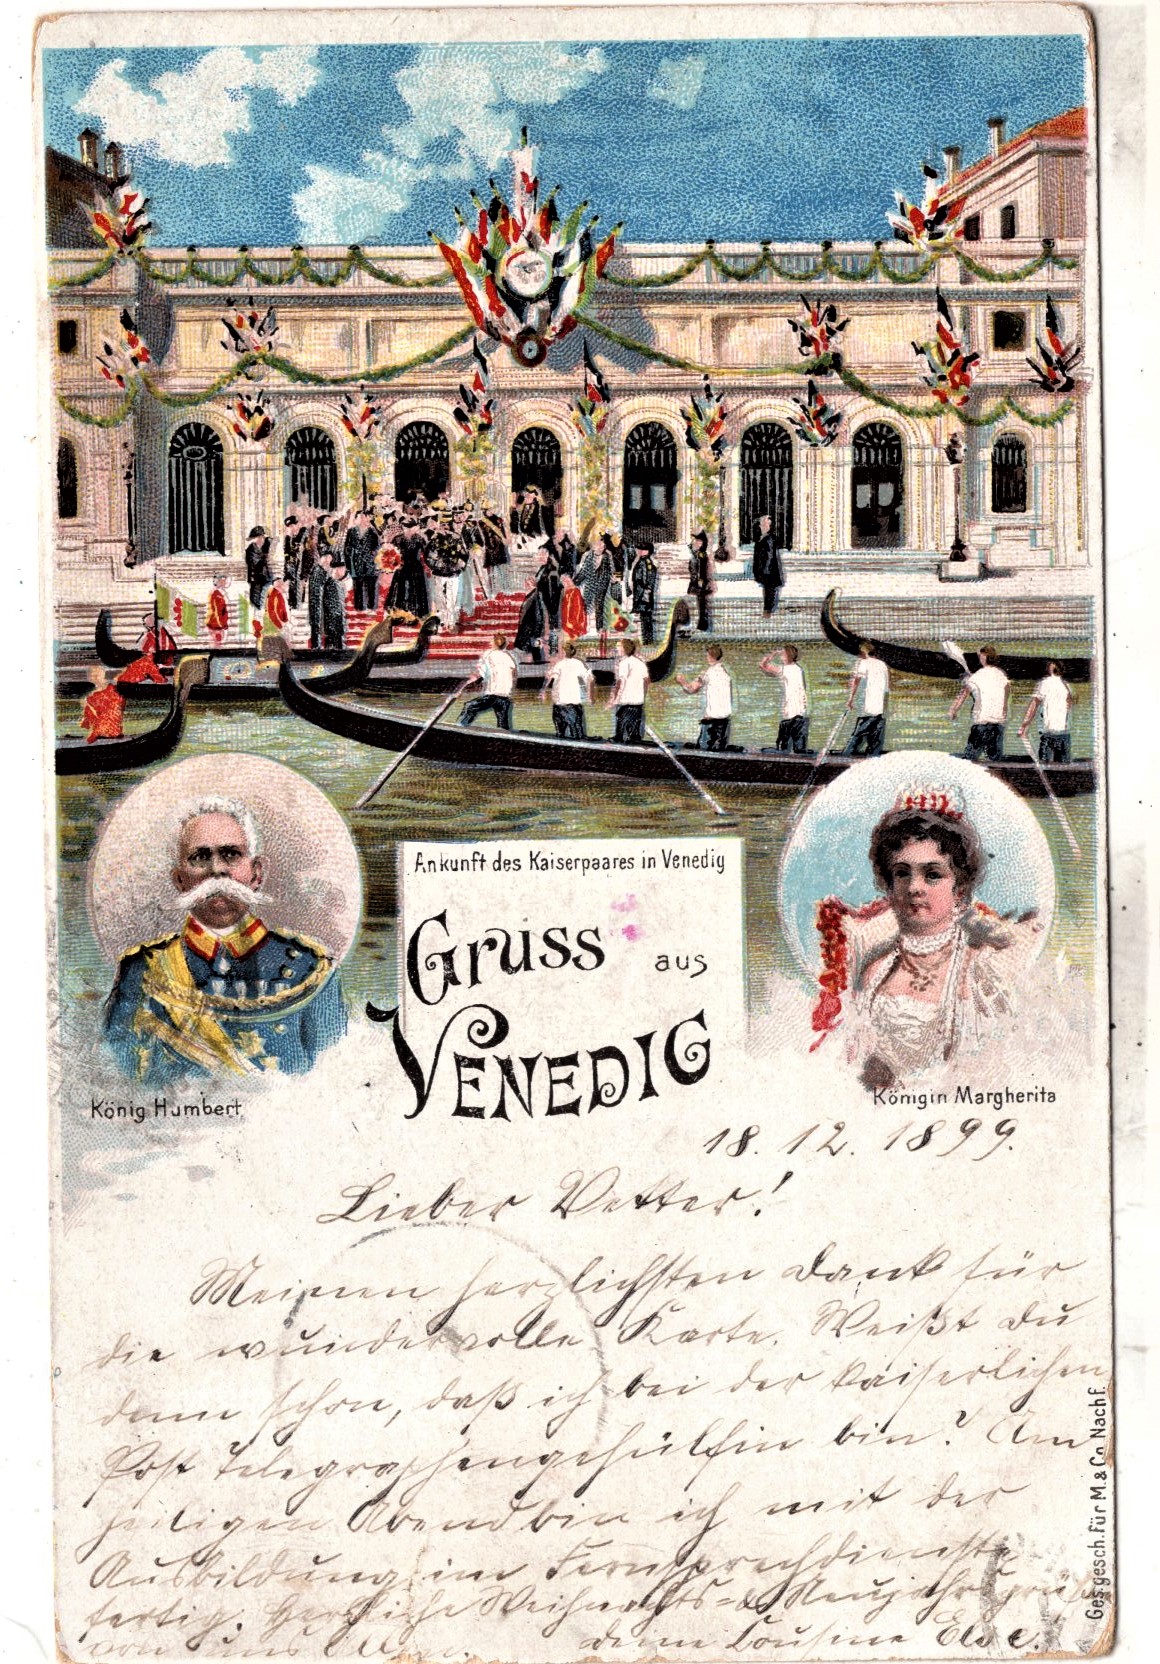 Ankunft des Kaiserpaares in Venedig
Gruss aus
VENEDIG
König Humbert
Königin Margherita
18. 12. 1899.
Lieber Vetter!
Meinen herzlichsten Dank für
die wundervolle Karte. Weißt Du
denn schon, daß ich bei der kaiserlichen
Post Telegraphengehülfin bin? Am
heiligen Abend bin ich mit der
Ausbildung im Fernsprechdienste
fertig. Herzliche Weihnachts- & Neujahrsgrüße
von uns Allen. Deine Cousine Else.
Ges. gesch. für M. & Co. Nachf.